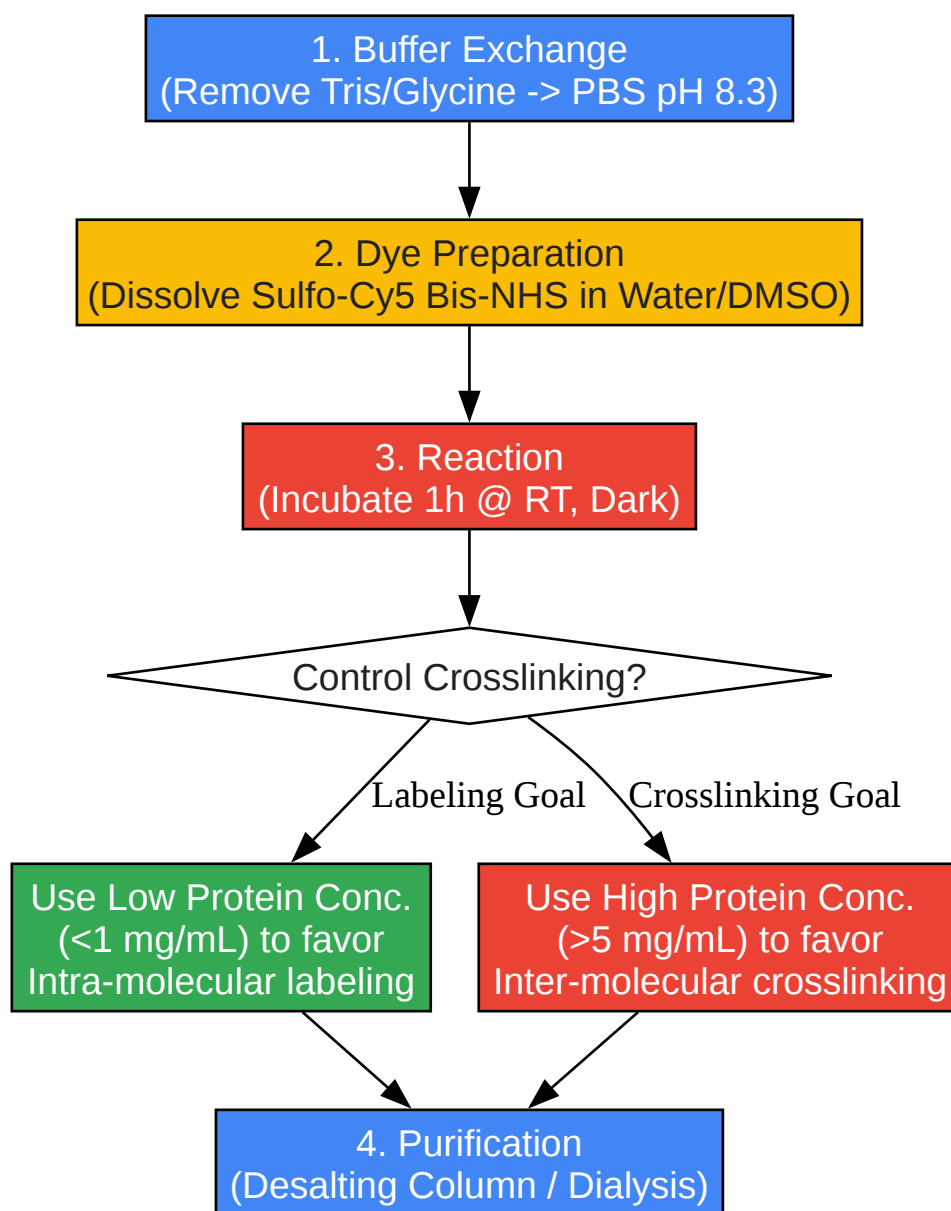 1. Buffer Exchange
(Remove Tris/Glycine -> PBS pH 8.3)
2. Dye Preparation
(Dissolve Sulfo-Cy5 Bis-NHS in Water/DMSO)
3. Reaction
(Incubate 1h @ RT, Dark)
Control Crosslinking?
Labeling Goal
Crosslinking Goal
Use Low Protein Conc.
(<1 mg/mL) to favor
Intra-molecular labeling
Use High Protein Conc.
(>5 mg/mL) to favor
Inter-molecular crosslinking
4. Purification
(Desalting Column / Dialysis)